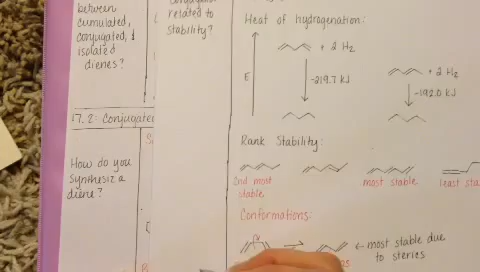 between
cumulated,
conjugated, &
isolated
dienes?
related to
stability?
Heat of hydrogenation:
+ 2 H2
E
-219.7 kJ
+ 2 H2
-192.0 kJ
17.2: Conjugated
How do you
synthesize a
diene?
Rank Stability:
2nd most
stable
most stable
least sta
Conformations:
← most stable due
to sterics